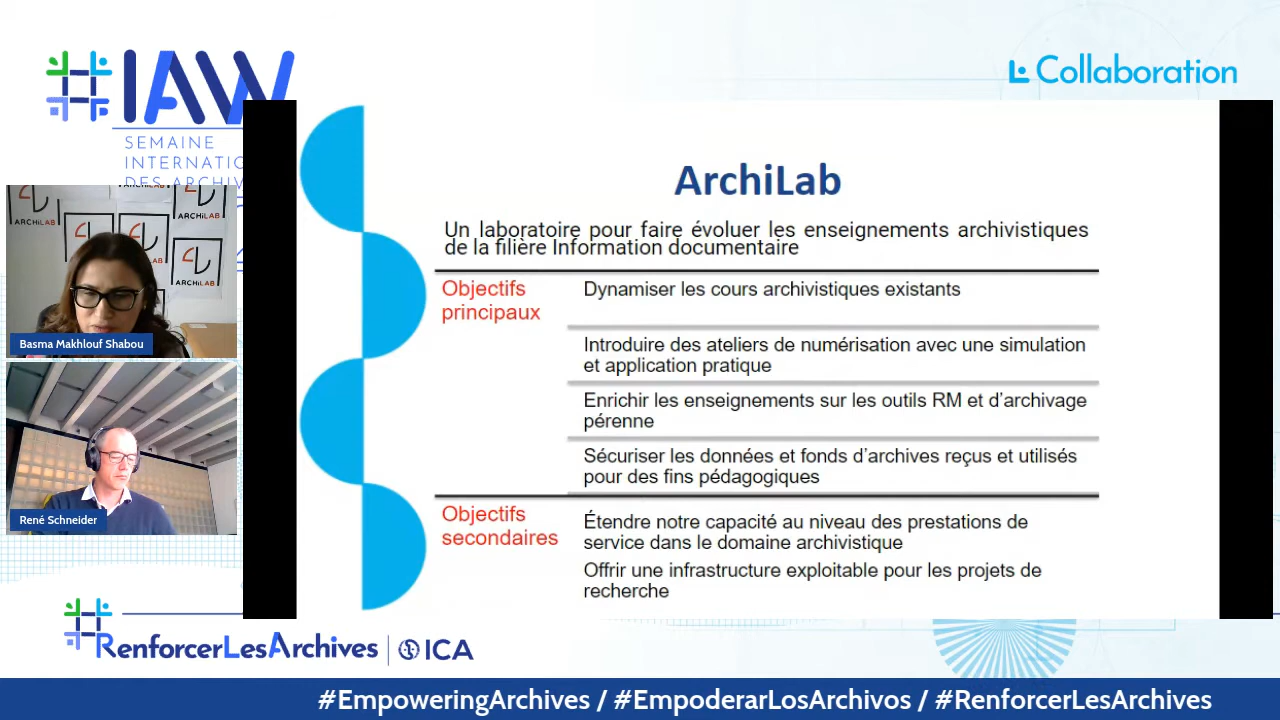 #IAW
SEMAINE
INTERNATIO
DES ARCHIV
Collaboration
ARCHiLAB
ARCHiLAB
ARCHiLAB
Basma Makhlouf Shabou
René Schneider
ArchiLab
Un laboratoire pour faire évoluer les enseignements archivistiques
de la filière Information documentaire
Objectifs
principaux
Dynamiser les cours archivistiques existants
Introduire des ateliers de numérisation avec une simulation
et application pratique
Enrichir les enseignements sur les outils RM et d’archivage
pérenne
Sécuriser les données et fonds d’archives reçus et utilisés
pour des fins pédagogiques
Objectifs
secondaires
Étendre notre capacité au niveau des prestations de
service dans le domaine archivistique
Offrir une infrastructure exploitable pour les projets de
recherche
#RenforcerLesArchives
ICA
#EmpoweringArchives / #EmpoderarLosArchivos / #RenforcerLesArchives